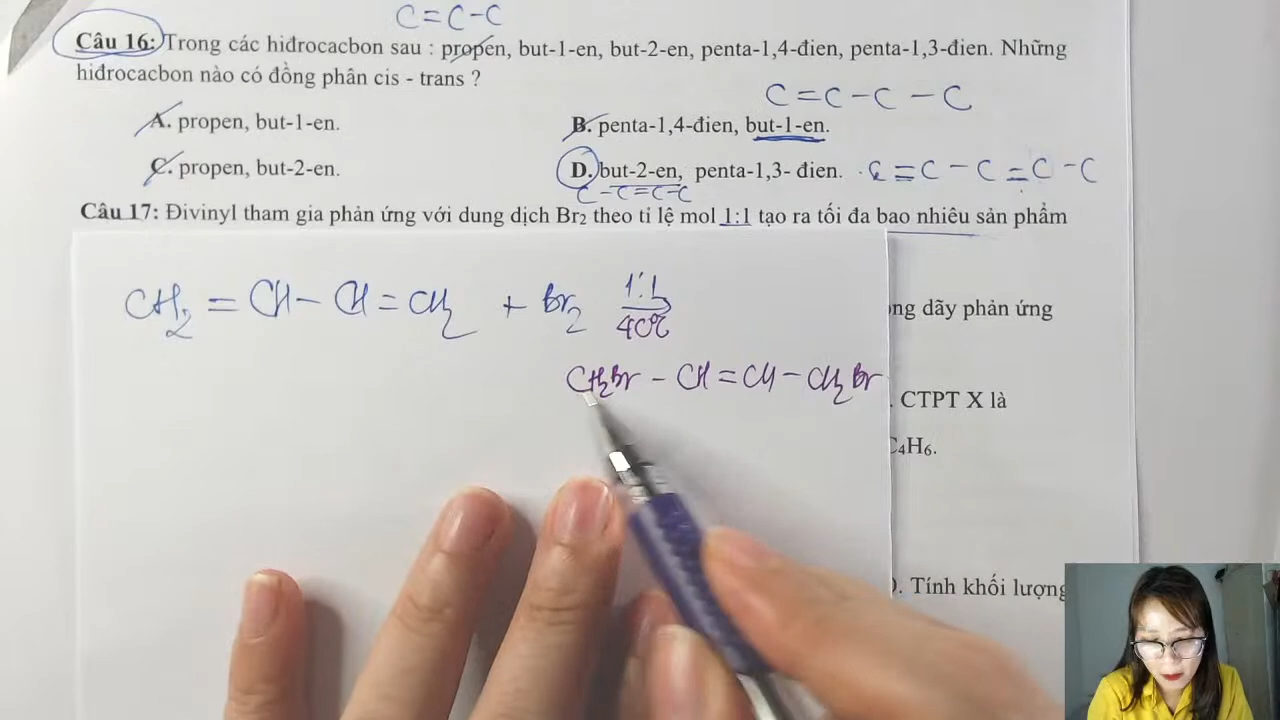 C=C-C
Câu 16: Trong các hiđrocacbon sau : propen, but-1-en, but-2-en, penta-1,4-đien, penta-1,3-đien. Những
hiđrocacbon nào có đồng phân cis - trans ?
C=C-C-C
A. propen, but-1-en. B. penta-1,4-đien, but-1-en.
C. propen, but-2-en. D. but-2-en, penta-1,3- đien. C=C-C=C-C
C-C=C=C
Câu 17: Đivinyl tham gia phản ứng với dung dịch Br₂ theo tỉ lệ mol 1:1 tạo ra tối đa bao nhiêu sản phẩm
CH₂=CH-CH=CH₂ + Br₂ 1:1
40°C
ng dãy phản ứng
CH₂Br-CH=CH-CH₂Br
. CTPT X là
C₄H₆.
). Tính khối lượng